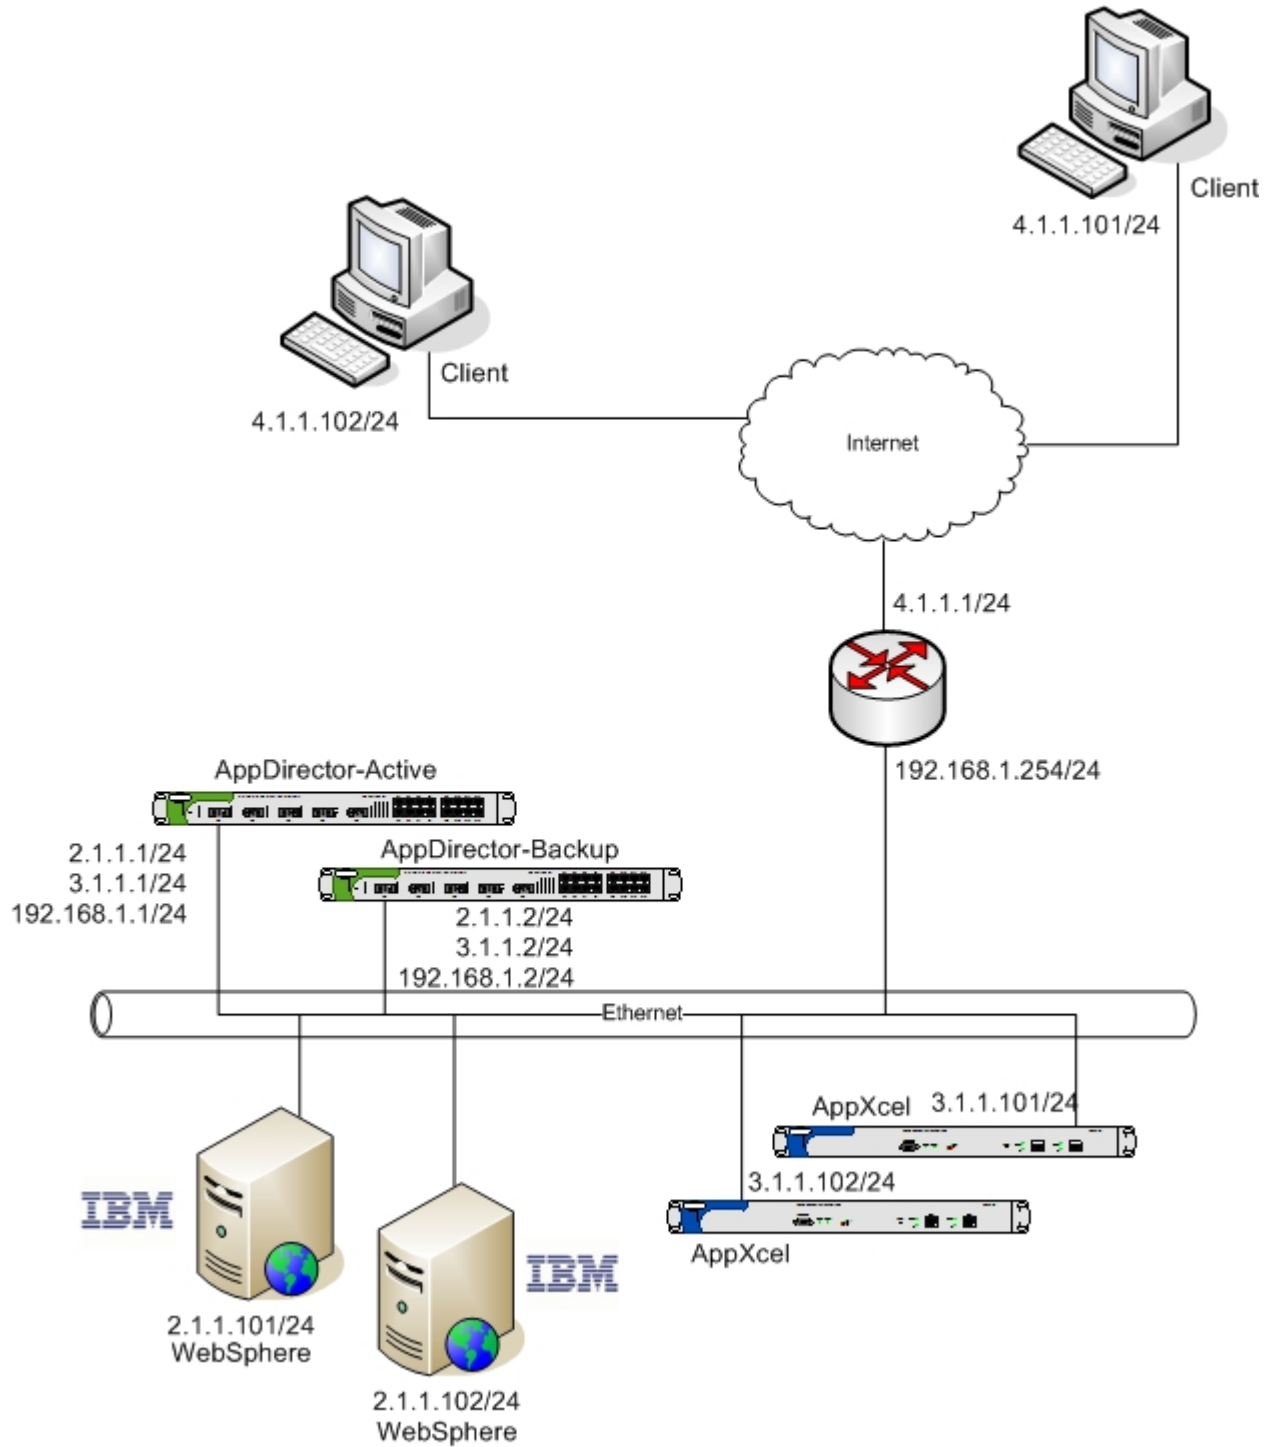 Client
4.1.1.101/24
Client
4.1.1.102/24
Internet
4.1.1.1/24
192.168.1.254/24
AppDirector-Active
2.1.1.1/24
3.1.1.1/24
192.168.1.1/24
AppDirector-Backup
2.1.1.2/24
3.1.1.2/24
192.168.1.2/24
Ethernet
AppXcel
3.1.1.101/24
3.1.1.102/24
AppXcel
IBM
2.1.1.101/24
WebSphere
IBM
2.1.1.102/24
WebSphere